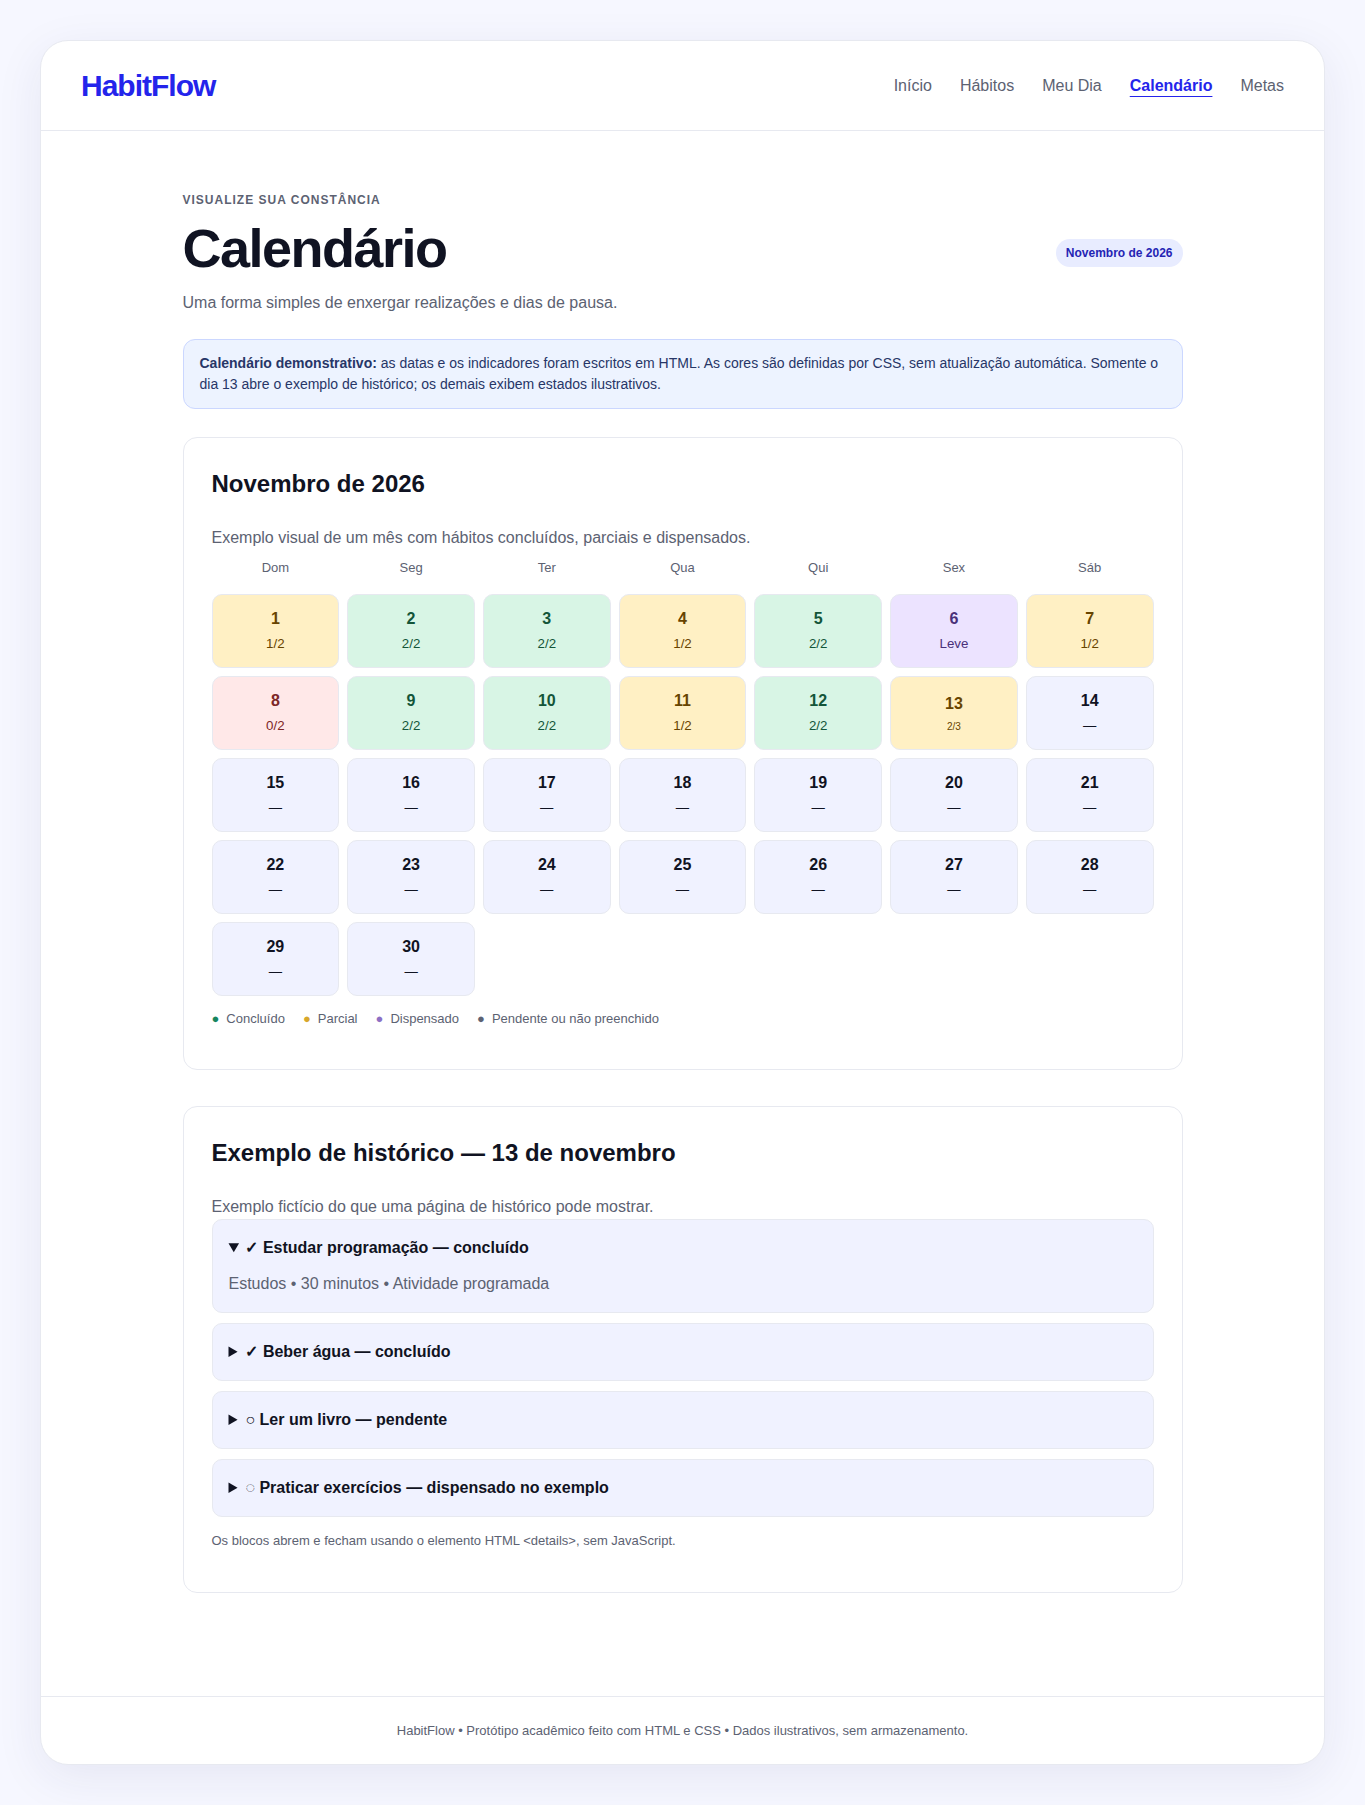 HabitFlow
Início Hábitos Meu Dia Calendário Metas
VISUALIZE SUA CONSTÂNCIA
Calendário
Novembro de 2026
Uma forma simples de enxergar realizações e dias de pausa.
Calendário demonstrativo: as datas e os indicadores foram escritos em HTML. As cores são definidas por CSS, sem atualização automática. Somente o
dia 13 abre o exemplo de histórico; os demais exibem estados ilustrativos.
Novembro de 2026
Exemplo visual de um mês com hábitos concluídos, parciais e dispensados.
Dom Seg Ter Qua Qui Sex Sáb
1 2 3 4 5 6 7
1/2 2/2 2/2 1/2 2/2 Leve 1/2
8 9 10 11 12 13 14
0/2 2/2 2/2 1/2 2/2 2/3 —
15 16 17 18 19 20 21
— — — — — — —
22 23 24 25 26 27 28
— — — — — — —
29 30
— —
● Concluído ● Parcial ● Dispensado ● Pendente ou não preenchido
Exemplo de histórico — 13 de novembro
Exemplo fictício do que uma página de histórico pode mostrar.
▼ ✓ Estudar programação — concluído
Estudos • 30 minutos • Atividade programada
▶ ✓ Beber água — concluído
▶ ○ Ler um livro — pendente
▶ ◌ Praticar exercícios — dispensado no exemplo
Os blocos abrem e fecham usando o elemento HTML <details>, sem JavaScript.
HabitFlow • Protótipo acadêmico feito com HTML e CSS • Dados ilustrativos, sem armazenamento.